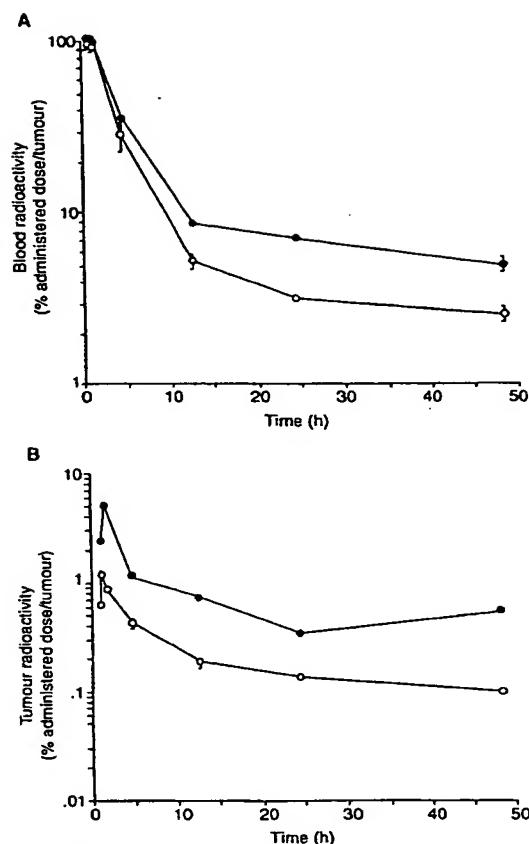 A
100
10
1
Blood radioactivity
(% administered dose/tumour)
0 10 20 30 40 50
Time (h)
B
10
1
.1
.01
Tumour radioactivity
(% administered dose/tumour)
0 10 20 30 40 50
Time (h)